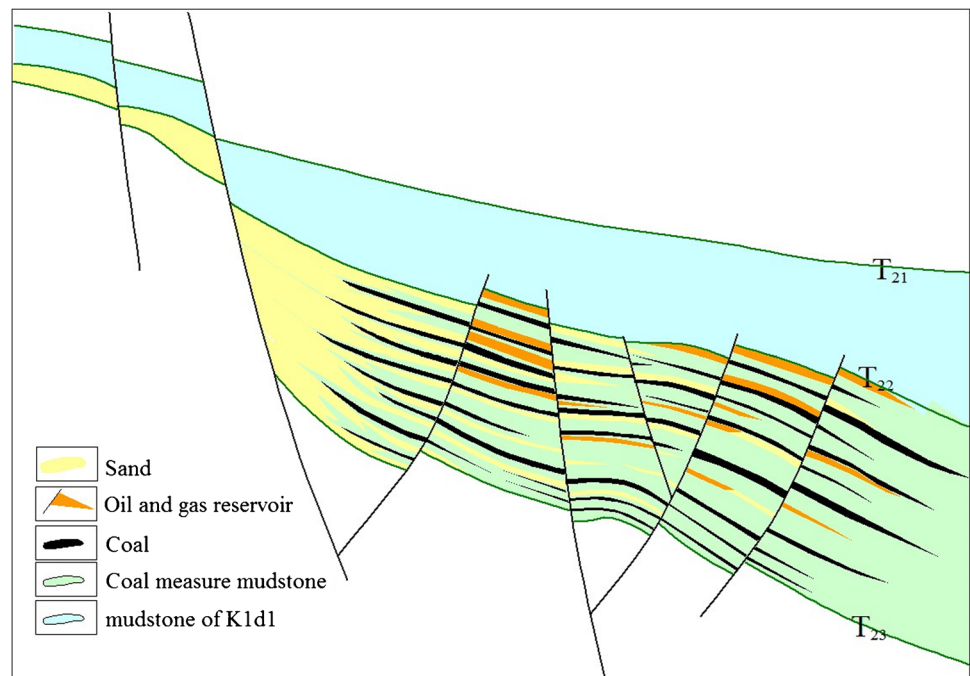 T21
T22
Sand
Oil and gas reservoir
Coal
Coal measure mudstone
mudstone of K1d1
T23